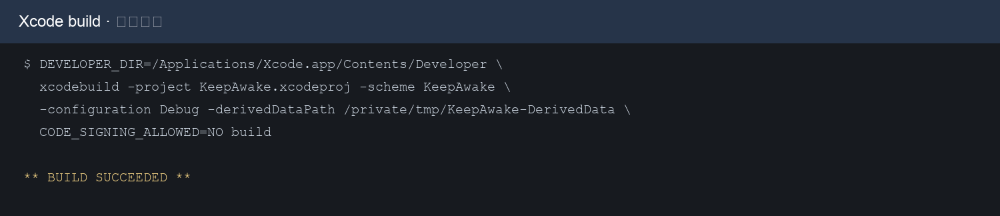 Xcode build ·
$ DEVELOPER_DIR=/Applications/Xcode.app/Contents/Developer \
xcodebuild -project KeepAwake.xcodeproj -scheme KeepAwake \
-configuration Debug -derivedDataPath /private/tmp/KeepAwake-DerivedData \
CODE_SIGNING_ALLOWED=NO build
** BUILD SUCCEEDED **